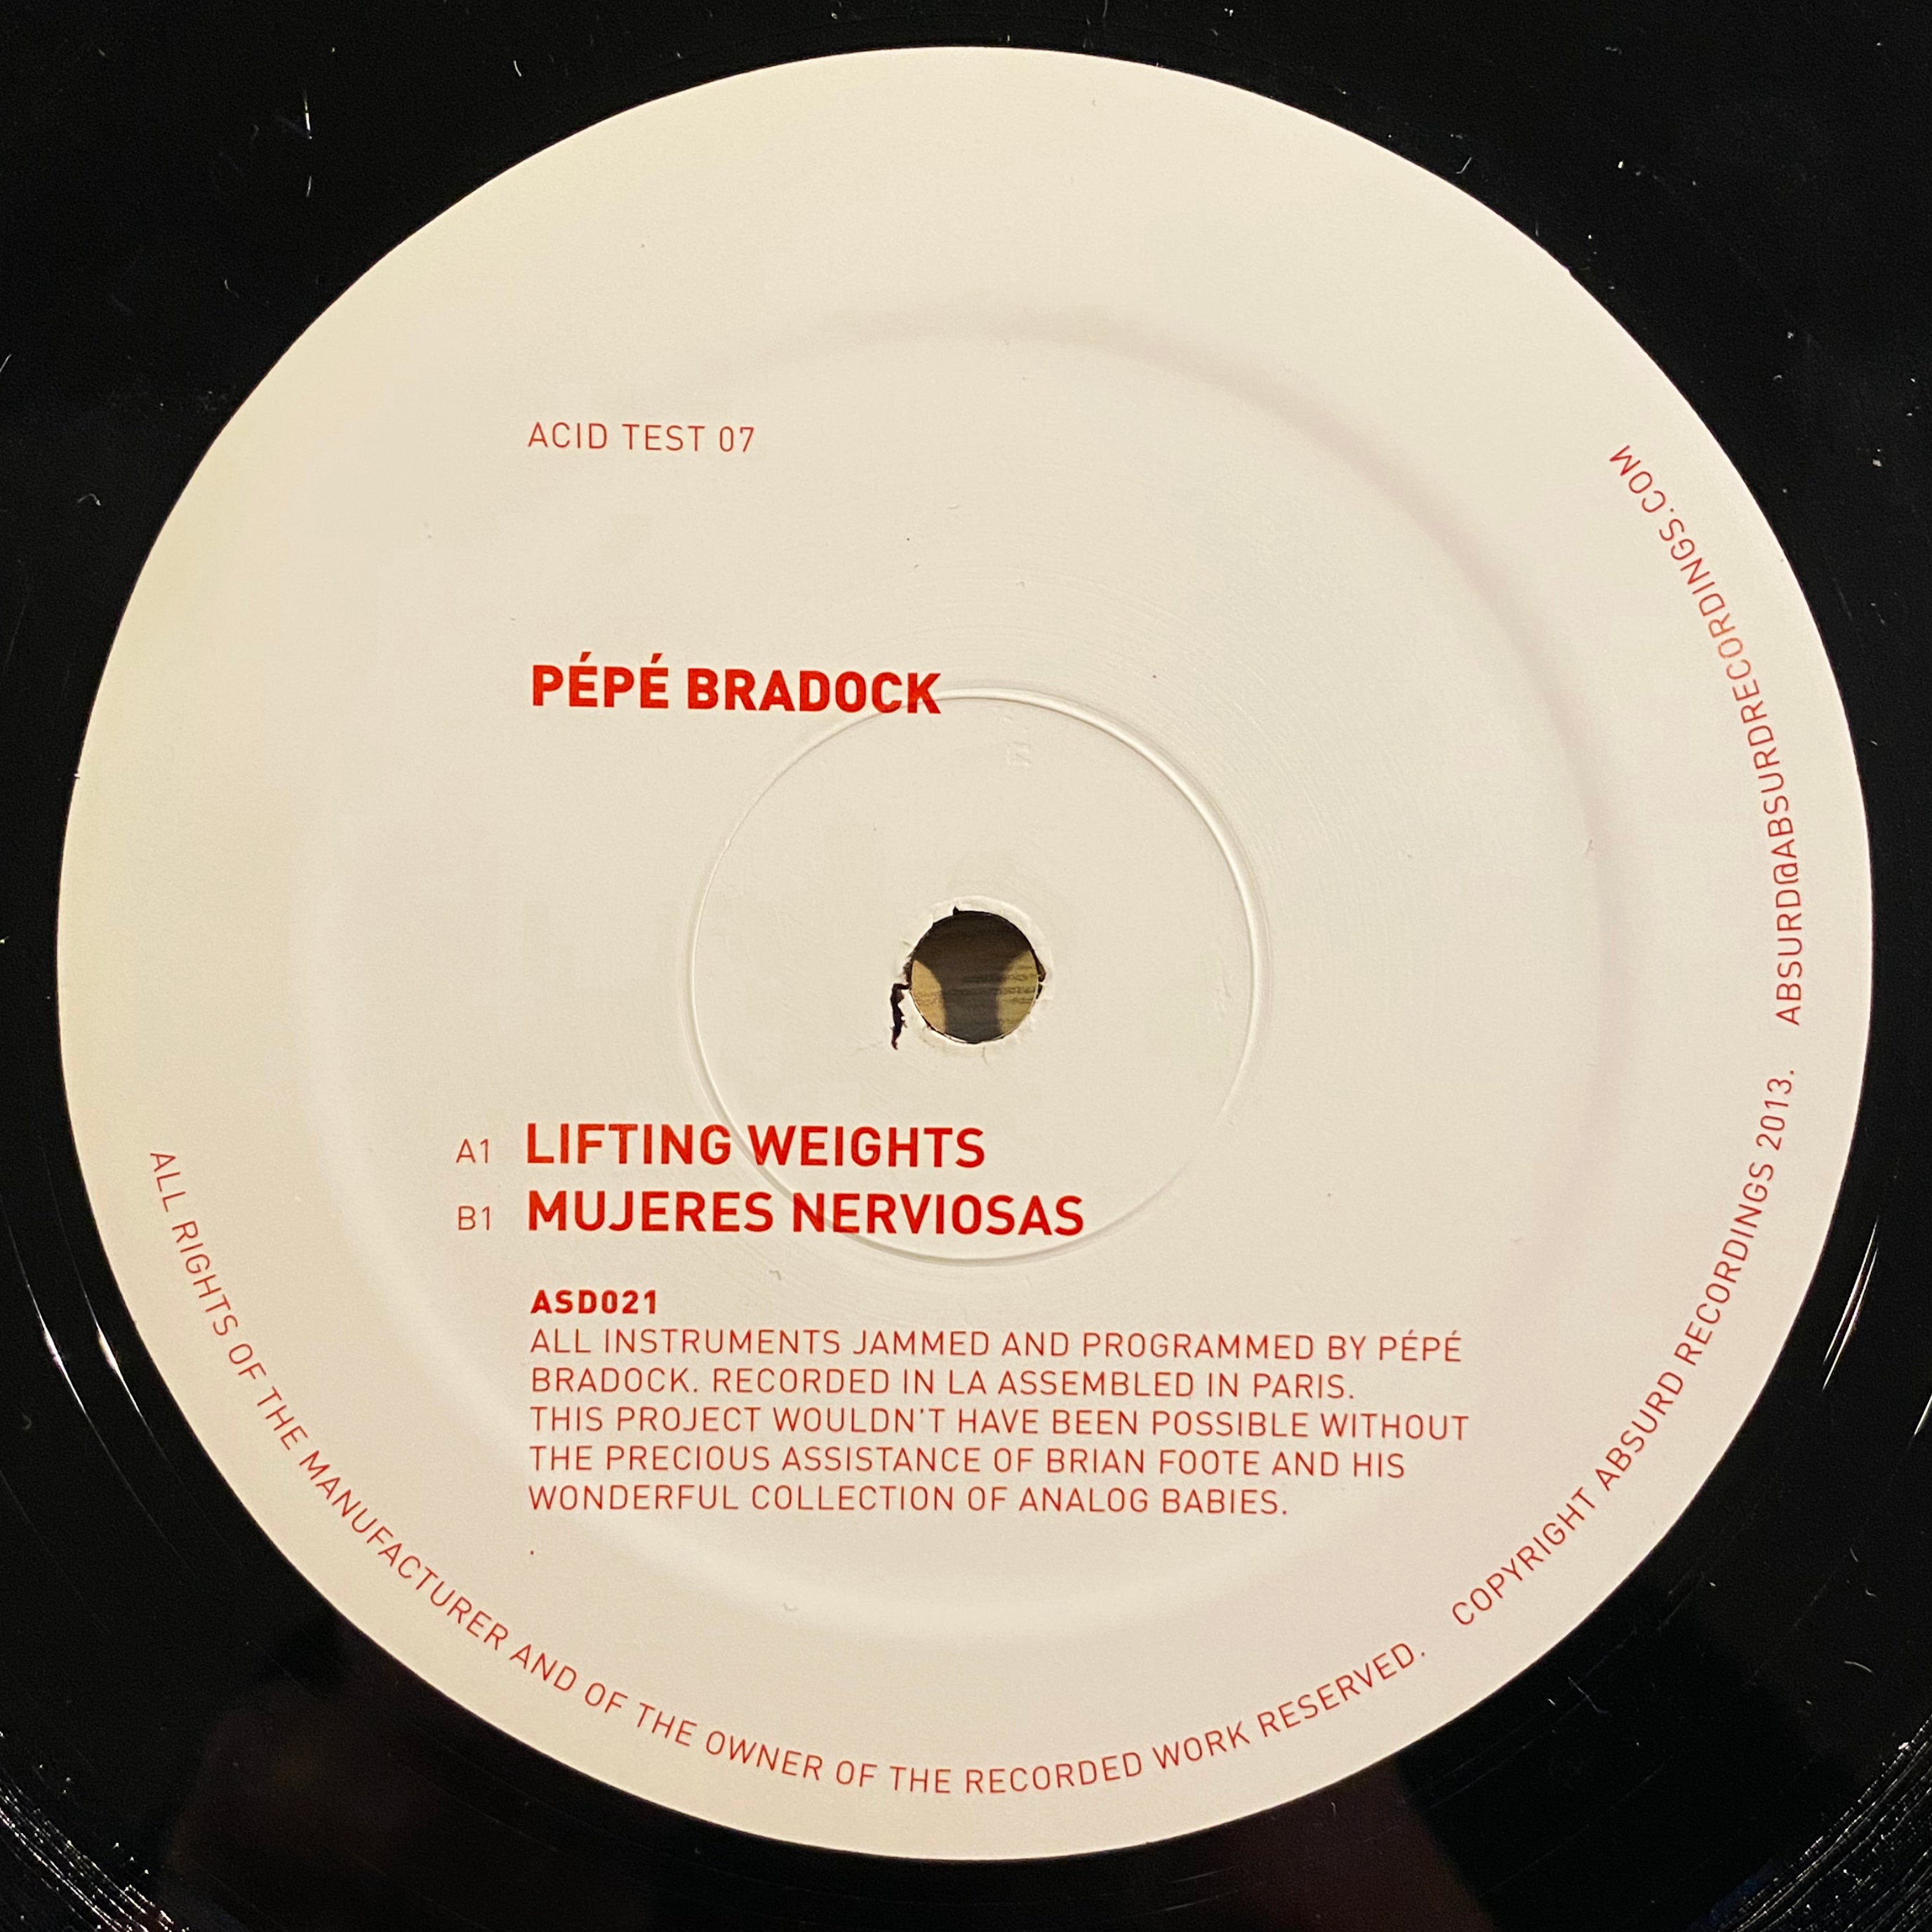 ACID TEST 07
PÉPÉ BRADOCK
A1 LIFTING WEIGHTS
B1 MUJERES NERVIOSAS
ASD021
ALL INSTRUMENTS JAMMED AND PROGRAMMED BY PÉPÉ
BRADOCK. RECORDED IN LA ASSEMBLED IN PARIS.
THIS PROJECT WOULDN'T HAVE BEEN POSSIBLE WITHOUT
THE PRECIOUS ASSISTANCE OF BRIAN FOOTE AND HIS
WONDERFUL COLLECTION OF ANALOG BABIES.
.
ALL RIGHTS OF THE MANUFACTURER AND OF THE OWNER OF THE RECORDED WORK RESERVED. COPYRIGHT ABSURD RECORDINGS 2013. ABSURD@ABSURDRECORDINGS.COM